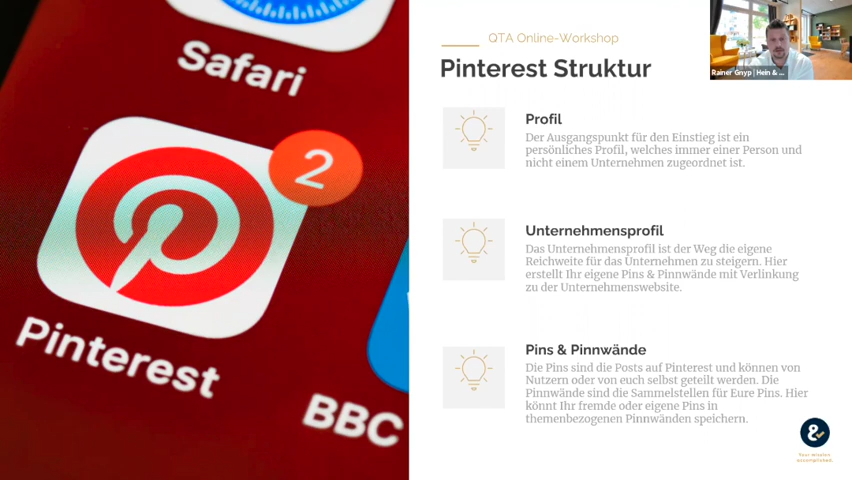 Safari
2
Pinterest
BBC
QTA Online-Workshop
Pinterest Struktur
Rainer Gnyp | Hein & ...
Profil
Der Ausgangspunkt für den Einstieg ist ein
persönliches Profil, welches immer einer Person und
nicht einem Unternehmen zugeordnet ist.
Unternehmensprofil
Das Unternehmensprofil ist der Weg die eigene
Reichweite für das Unternehmen zu steigern. Hier
erstellt Ihr eigene Pins & Pinnwände mit Verlinkung
zu der Unternehmenswebsite.
Pins & Pinnwände
Die Pins sind die Posts auf Pinterest und können von
Nutzern oder von euch selbst geteilt werden. Die
Pinnwände sind die Sammelstellen für Eure Pins. Hier
könnt Ihr fremde oder eigene Pins in
themenbezogenen Pinnwänden speichern.
&
Your mission
accomplished.